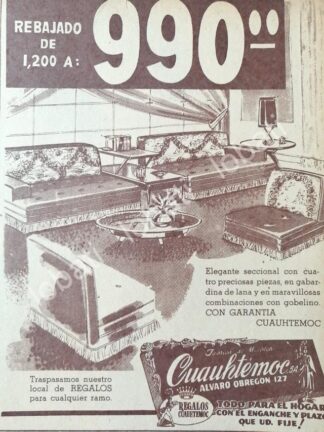 REBAJADO
DE
1,200 A:
990.00
Elegante seccional con cua-
tro preciosas piezas, en gabar-
dina de lana y en maravillosas
combinaciones con gobelino.
CON GARANTIA
CUAUHTEMOC
Traspasamos nuestro
local de REGALOS
para cualquier ramo.
Cuauhtemoc, S.A.
ALVARO OBREGON 127
REGALOS
CUAUHTEMOC
TODO PARA EL HOGAR
CON EL ENGANCHE Y PLAZO
QUE UD. FIJE!